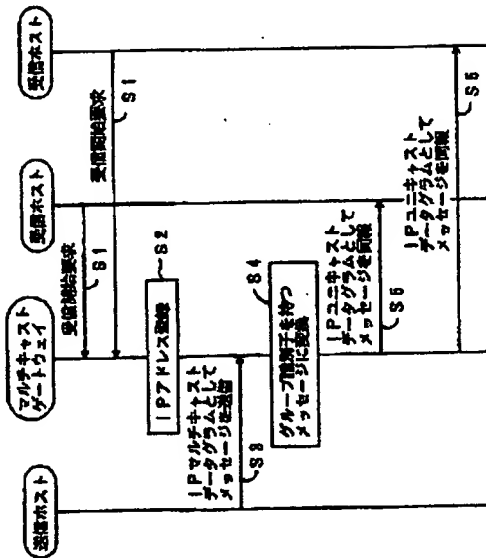 送信ホスト
マルチキャスト
ゲートウェイ
受信ホスト
受信ホスト
受信開始要求
S1
受信開始要求
S1
IPアドレス登録
S2
IPマルチキャスト
データグラムとして
メッセージを送信
S3
グループ識別子を持つ
メッセージに変換
S4
IPユニキャスト
データグラムとして
メッセージを同報
S5
IPユニキャスト
データグラムとして
メッセージを同報
S5